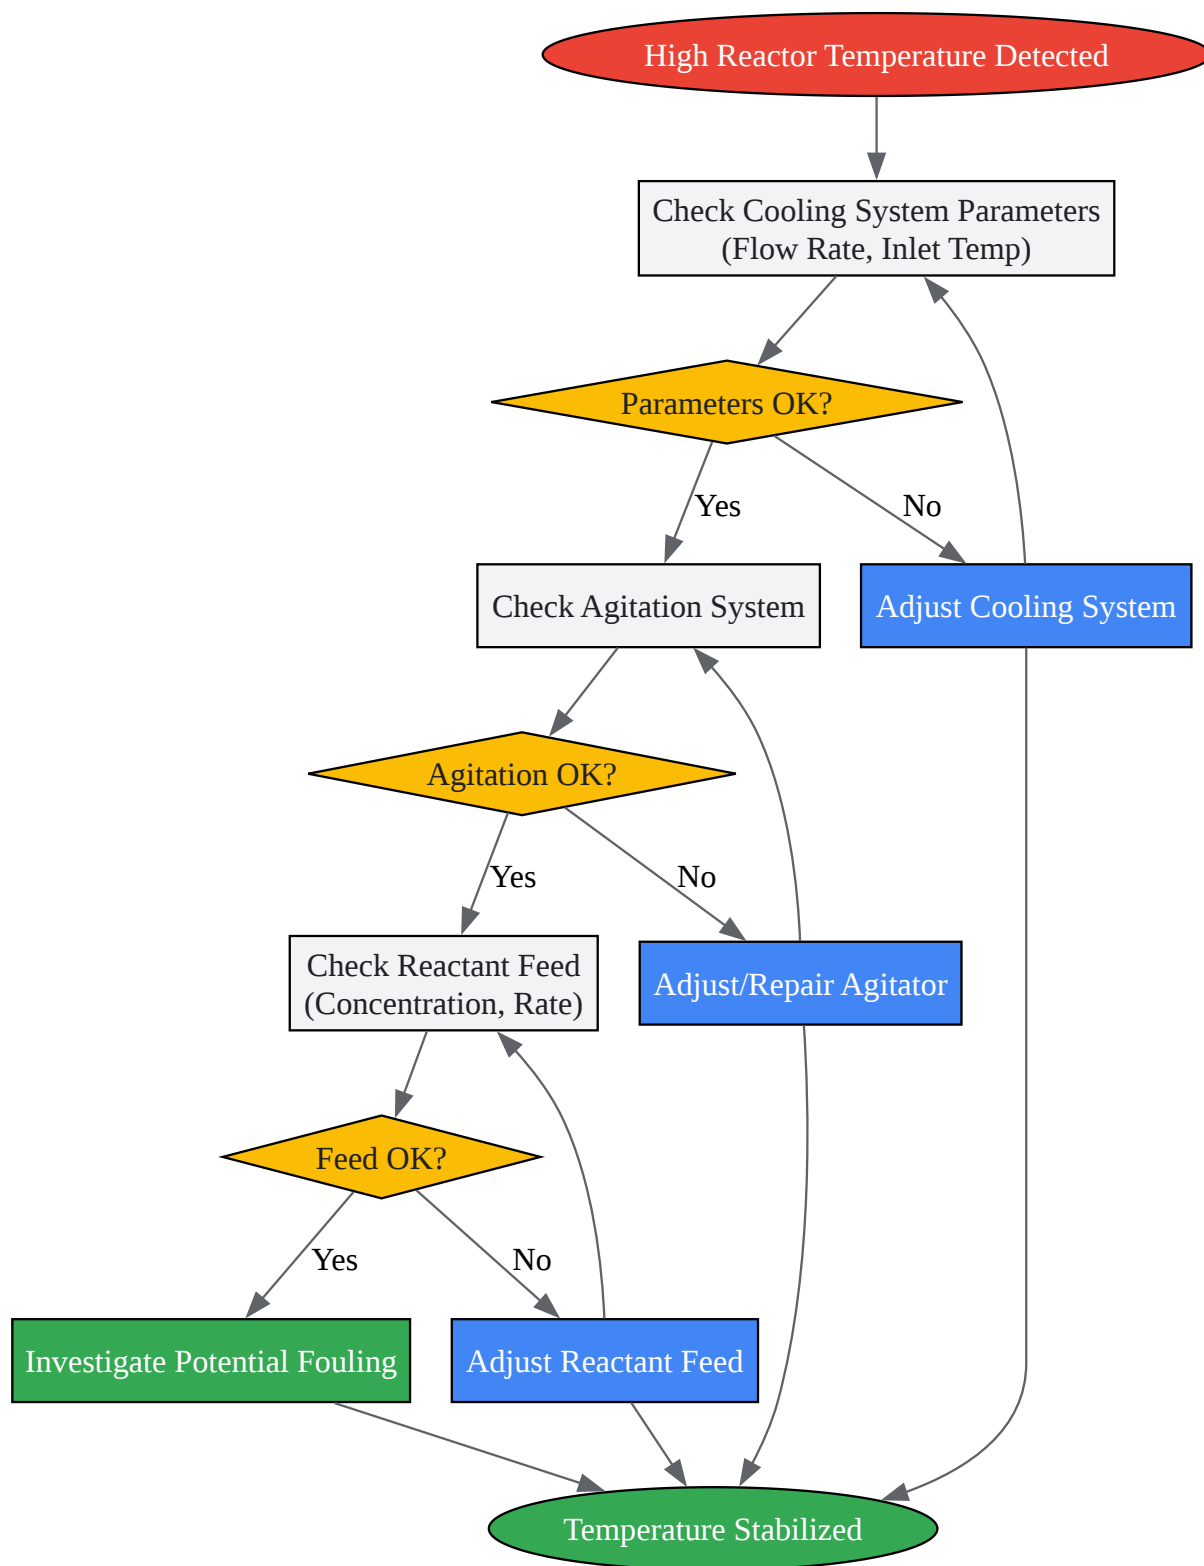 High Reactor Temperature Detected
Check Cooling System Parameters
(Flow Rate, Inlet Temp)
Parameters OK?
Yes
No
Check Agitation System
Adjust Cooling System
Agitation OK?
Yes
No
Check Reactant Feed
(Concentration, Rate)
Adjust/Repair Agitator
Feed OK?
Yes
No
Investigate Potential Fouling
Adjust Reactant Feed
Temperature Stabilized